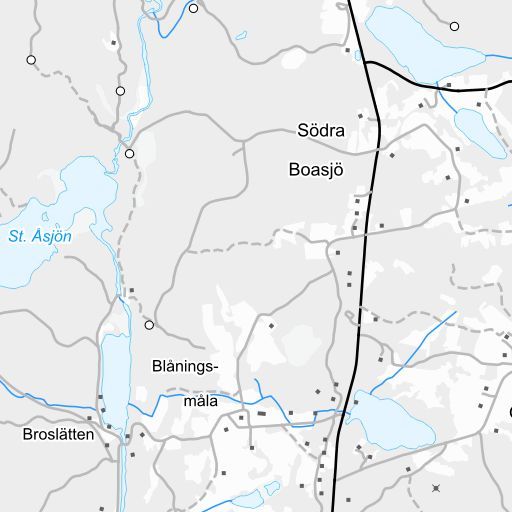 Södra
Boasjö
St. Åsjön
Blånings-
måla
Broslätten